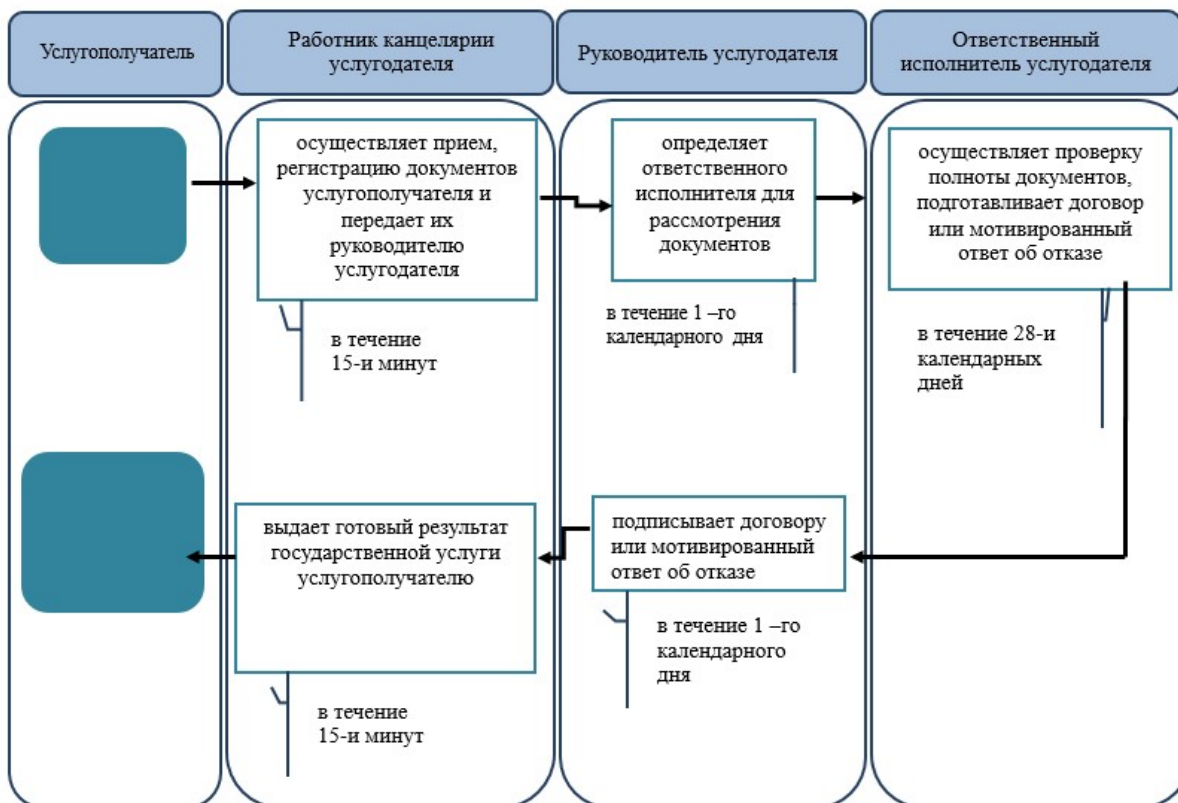 Услугополучатель
Работник канцелярии
услугодателя
Руководитель услугодателя
Ответственный
исполнитель услугодателя
осуществляет прием,
регистрацию документов
услугополучателя и
передает их
руководителю
услугодателя
в течение
15-и минут
определяет
ответственного
исполнителя для
рассмотрения
документов
в течение 1 –го
календарного дня
осуществляет проверку
полноты документов,
подготавливает договор
или мотивированный
ответ об отказе
в течение 28-и
календарных
дней
подписывает договору
или мотивированный
ответ об отказе
в течение 1 –го
календарного
дня
выдает готовый результат
государственной услуги
услугополучателю
в течение
15-и минут